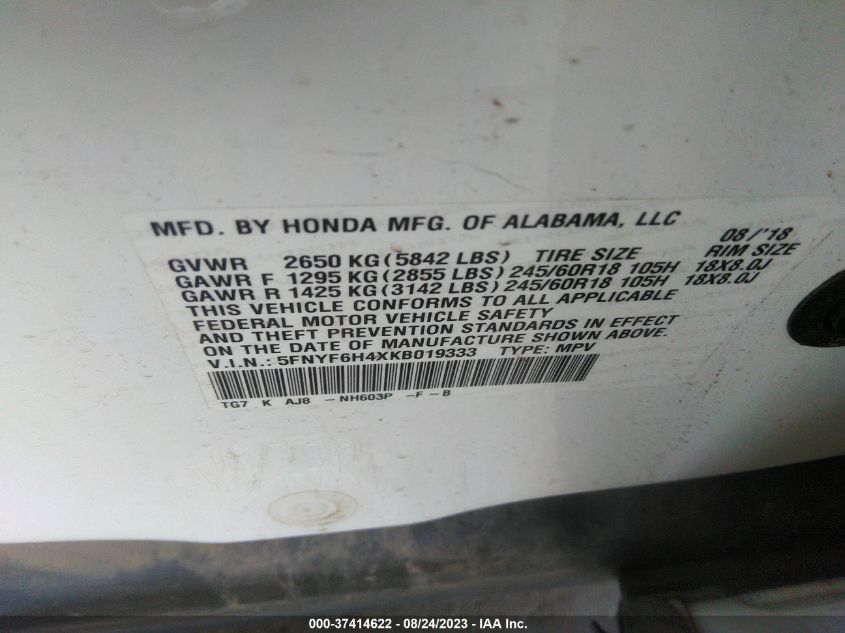 MFD. BY HONDA MFG. OF ALABAMA, LLC 08/'18
GVWR 2650 KG (5842 LBS) TIRE SIZE RIM SIZE
GAWR F 1295 KG (2855 LBS) 245/60R18 105H 18X8.0J
GAWR R 1425 KG (3142 LBS) 245/60R18 105H 18X8.0J
THIS VEHICLE CONFORMS TO ALL APPLICABLE
FEDERAL MOTOR VEHICLE SAFETY
AND THEFT PREVENTION STANDARDS IN EFFECT
ON THE DATE OF MANUFACTURE SHOWN ABOVE.
V.I.N.: 5FNYF6H4XKB019333 TYPE: MPV
TG7 K AJ8 -NH603P -F-B
000-37414622 - 08/24/2023 - IAA Inc.